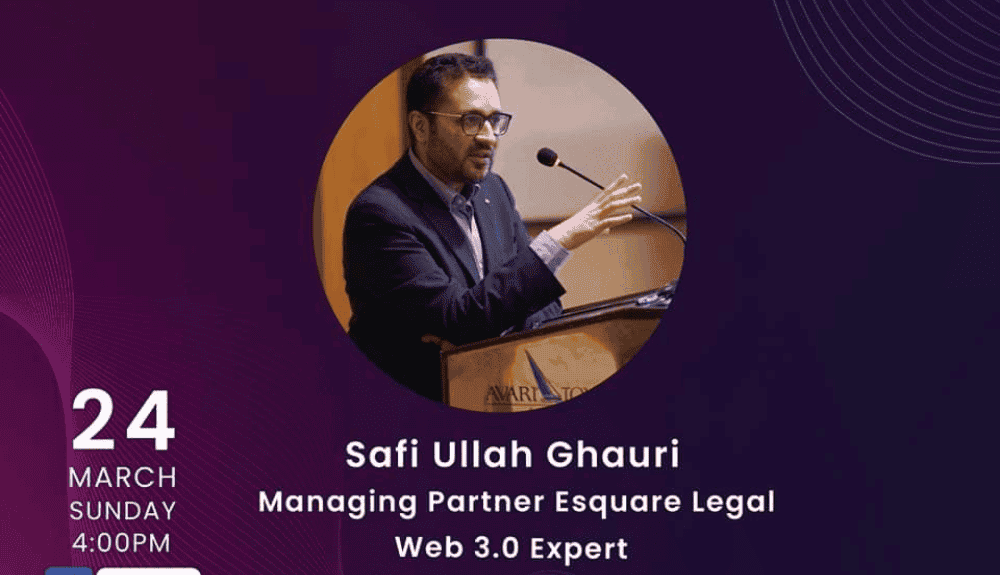 AVARI
24
MARCH
SUNDAY
4:00PM
Safi Ullah Ghauri
Managing Partner Esquare Legal
Web 3.0 Expert